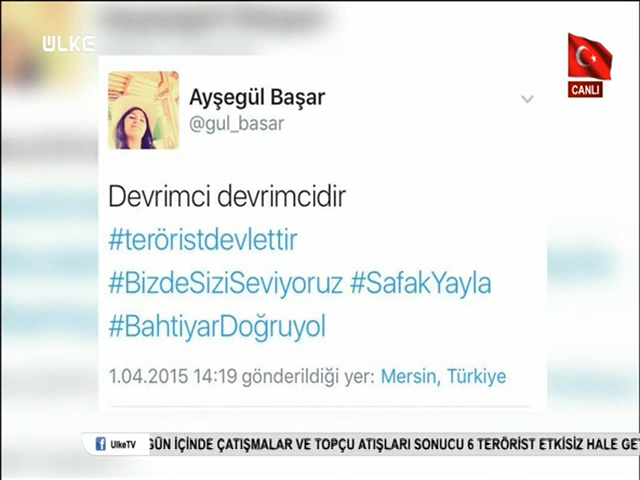 ÜLKE
CANLI
Ayşegül Başar
@gul_basar
Devrimci devrimcidir
#teröristdevlettir
#BizdeSiziSeviyoruz #SafakYayla
#BahtiyarDoğruyol
1.04.2015 14:19 gönderildiği yer: Mersin, Türkiye
f UlkeTV GÜN İÇİNDE ÇATIŞMALAR VE TOPÇU ATIŞLARI SONUCU 6 TERÖRİST ETKİSİZ HALE GET